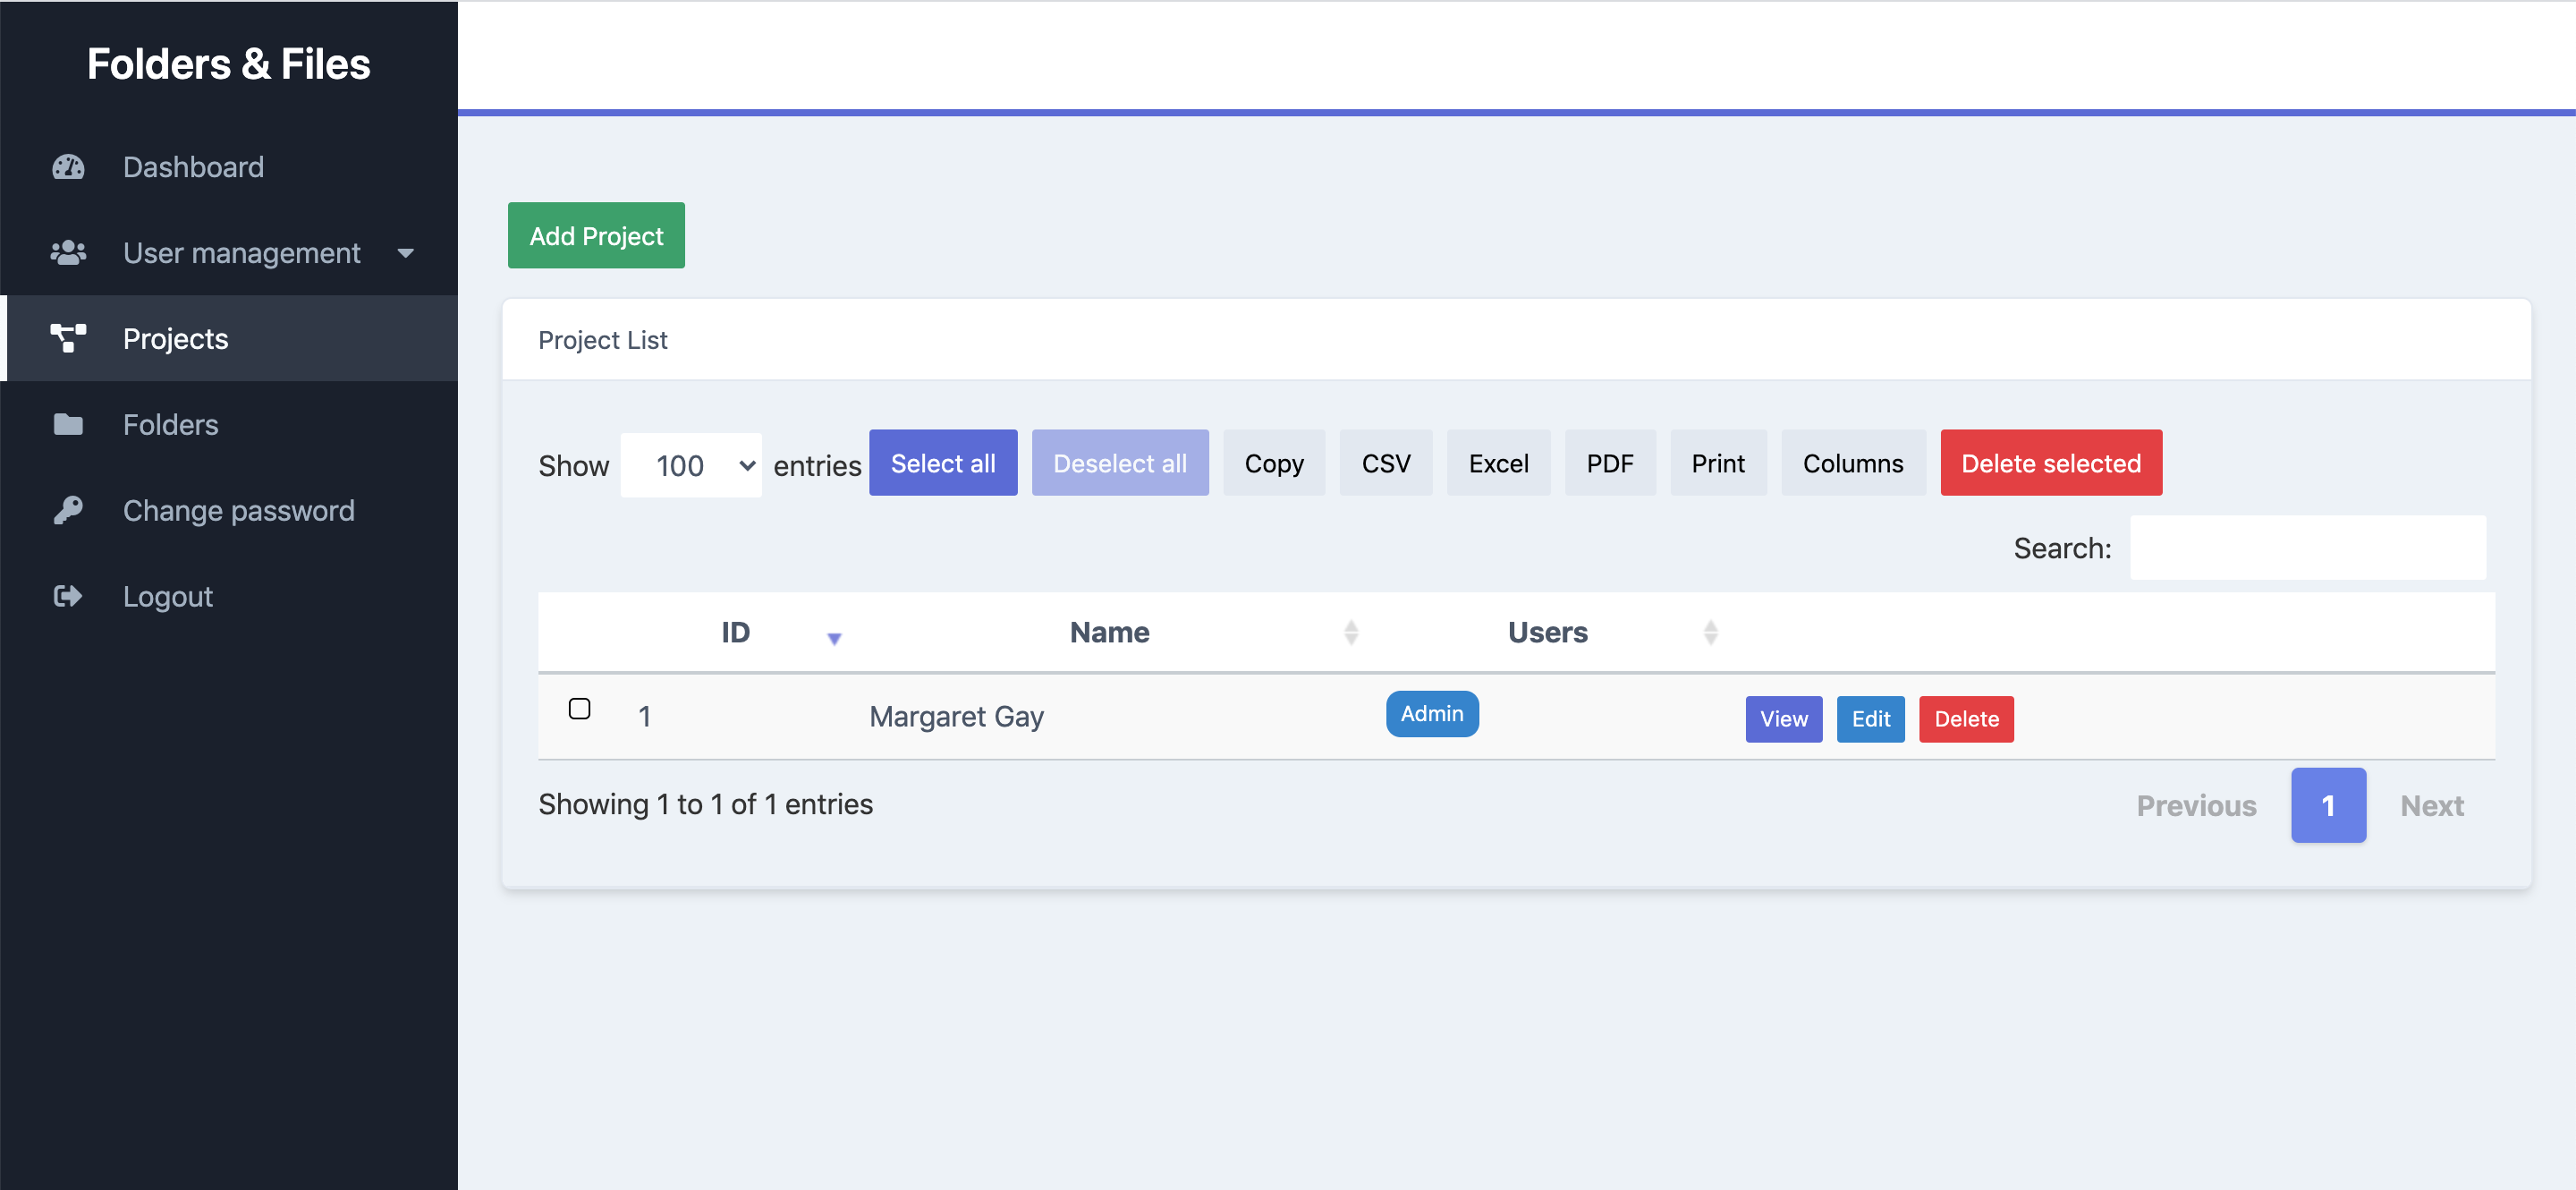 Folders & Files
Dashboard
User management
Projects
Folders
Change password
Logout
Add Project
Project List
Show 100 entries Select all Deselect all Copy CSV Excel PDF Print Columns Delete selected
Search:
ID Name Users
1 Margaret Gay Admin View Edit Delete
Showing 1 to 1 of 1 entries Previous 1 Next